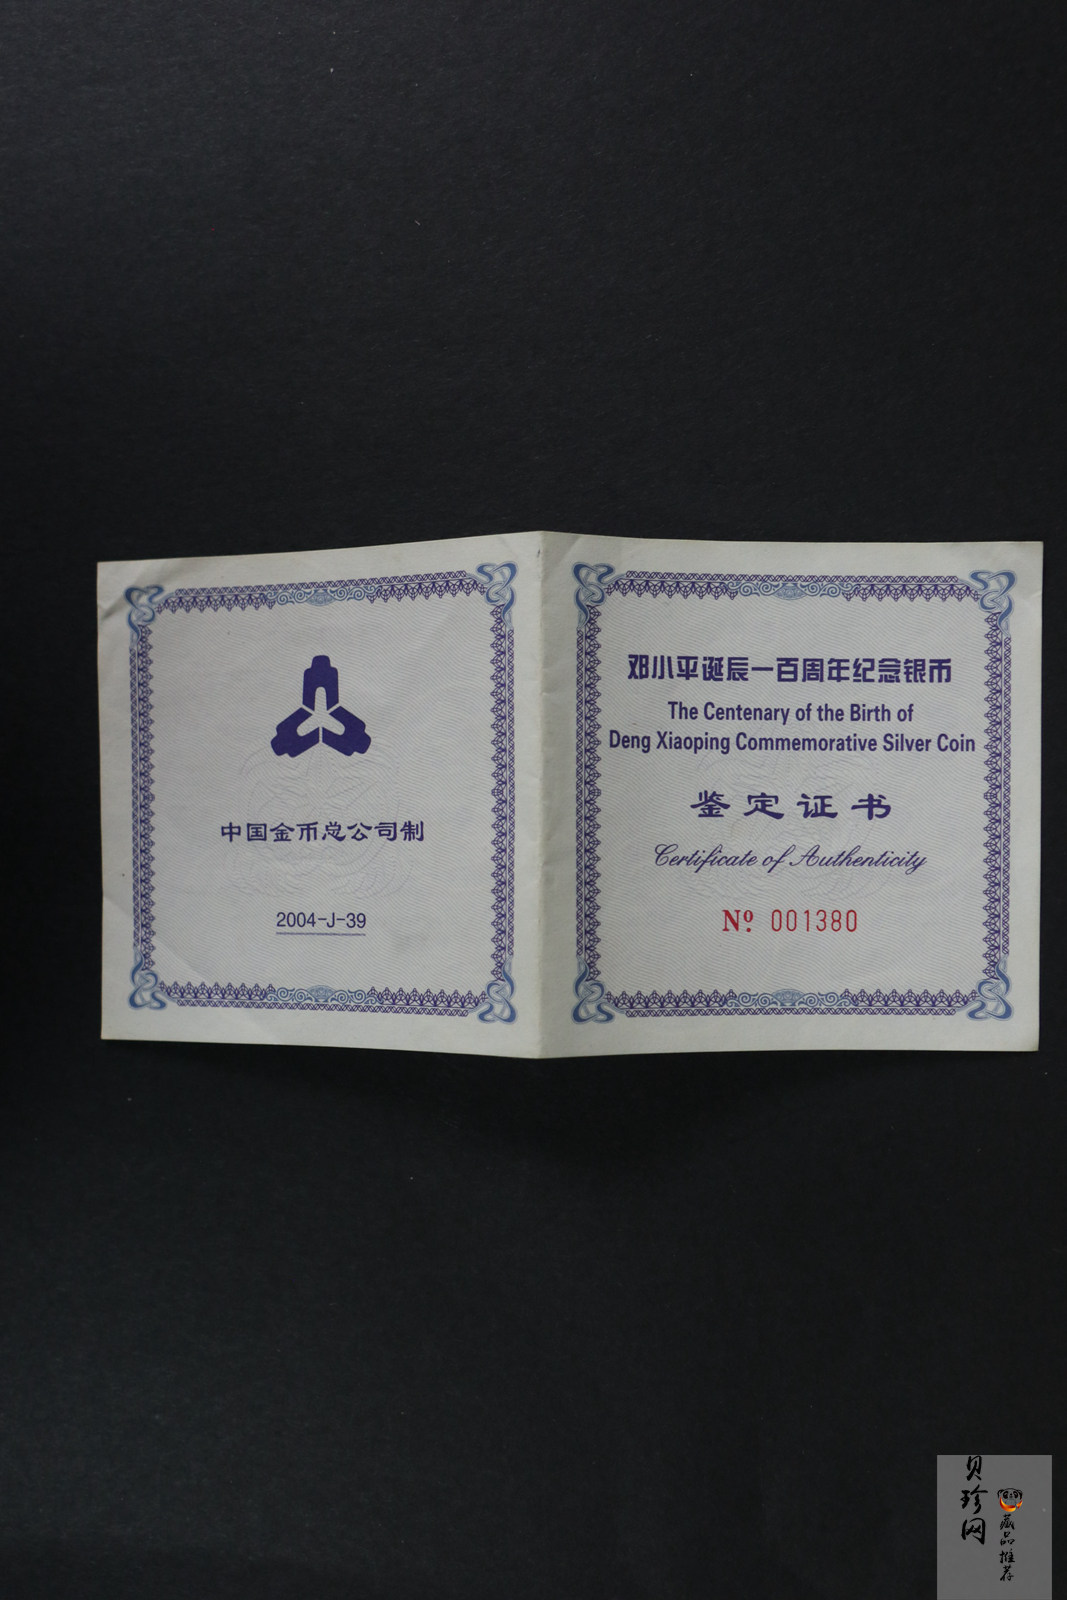 中国金币总公司制
2004-J-39
邓小平诞辰一百周年纪念银币
The Centenary of the Birth of
Deng Xiaoping Commemorative Silver Coin
鉴定证书
Certificate of Authenticity
Nº 001380
贝珍网
藏品推荐